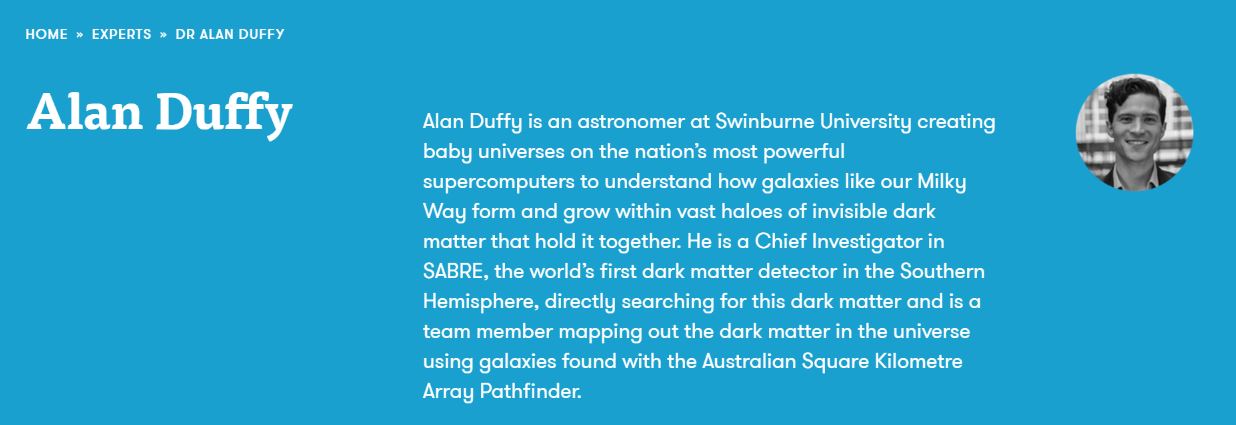 HOME » EXPERTS » DR ALAN DUFFY
Alan Duffy
Alan Duffy is an astronomer at Swinburne University creating
baby universes on the nation’s most powerful
supercomputers to understand how galaxies like our Milky
Way form and grow within vast haloes of invisible dark
matter that hold it together. He is a Chief Investigator in
SABRE, the world’s first dark matter detector in the Southern
Hemisphere, directly searching for this dark matter and is a
team member mapping out the dark matter in the universe
using galaxies found with the Australian Square Kilometre
Array Pathfinder.